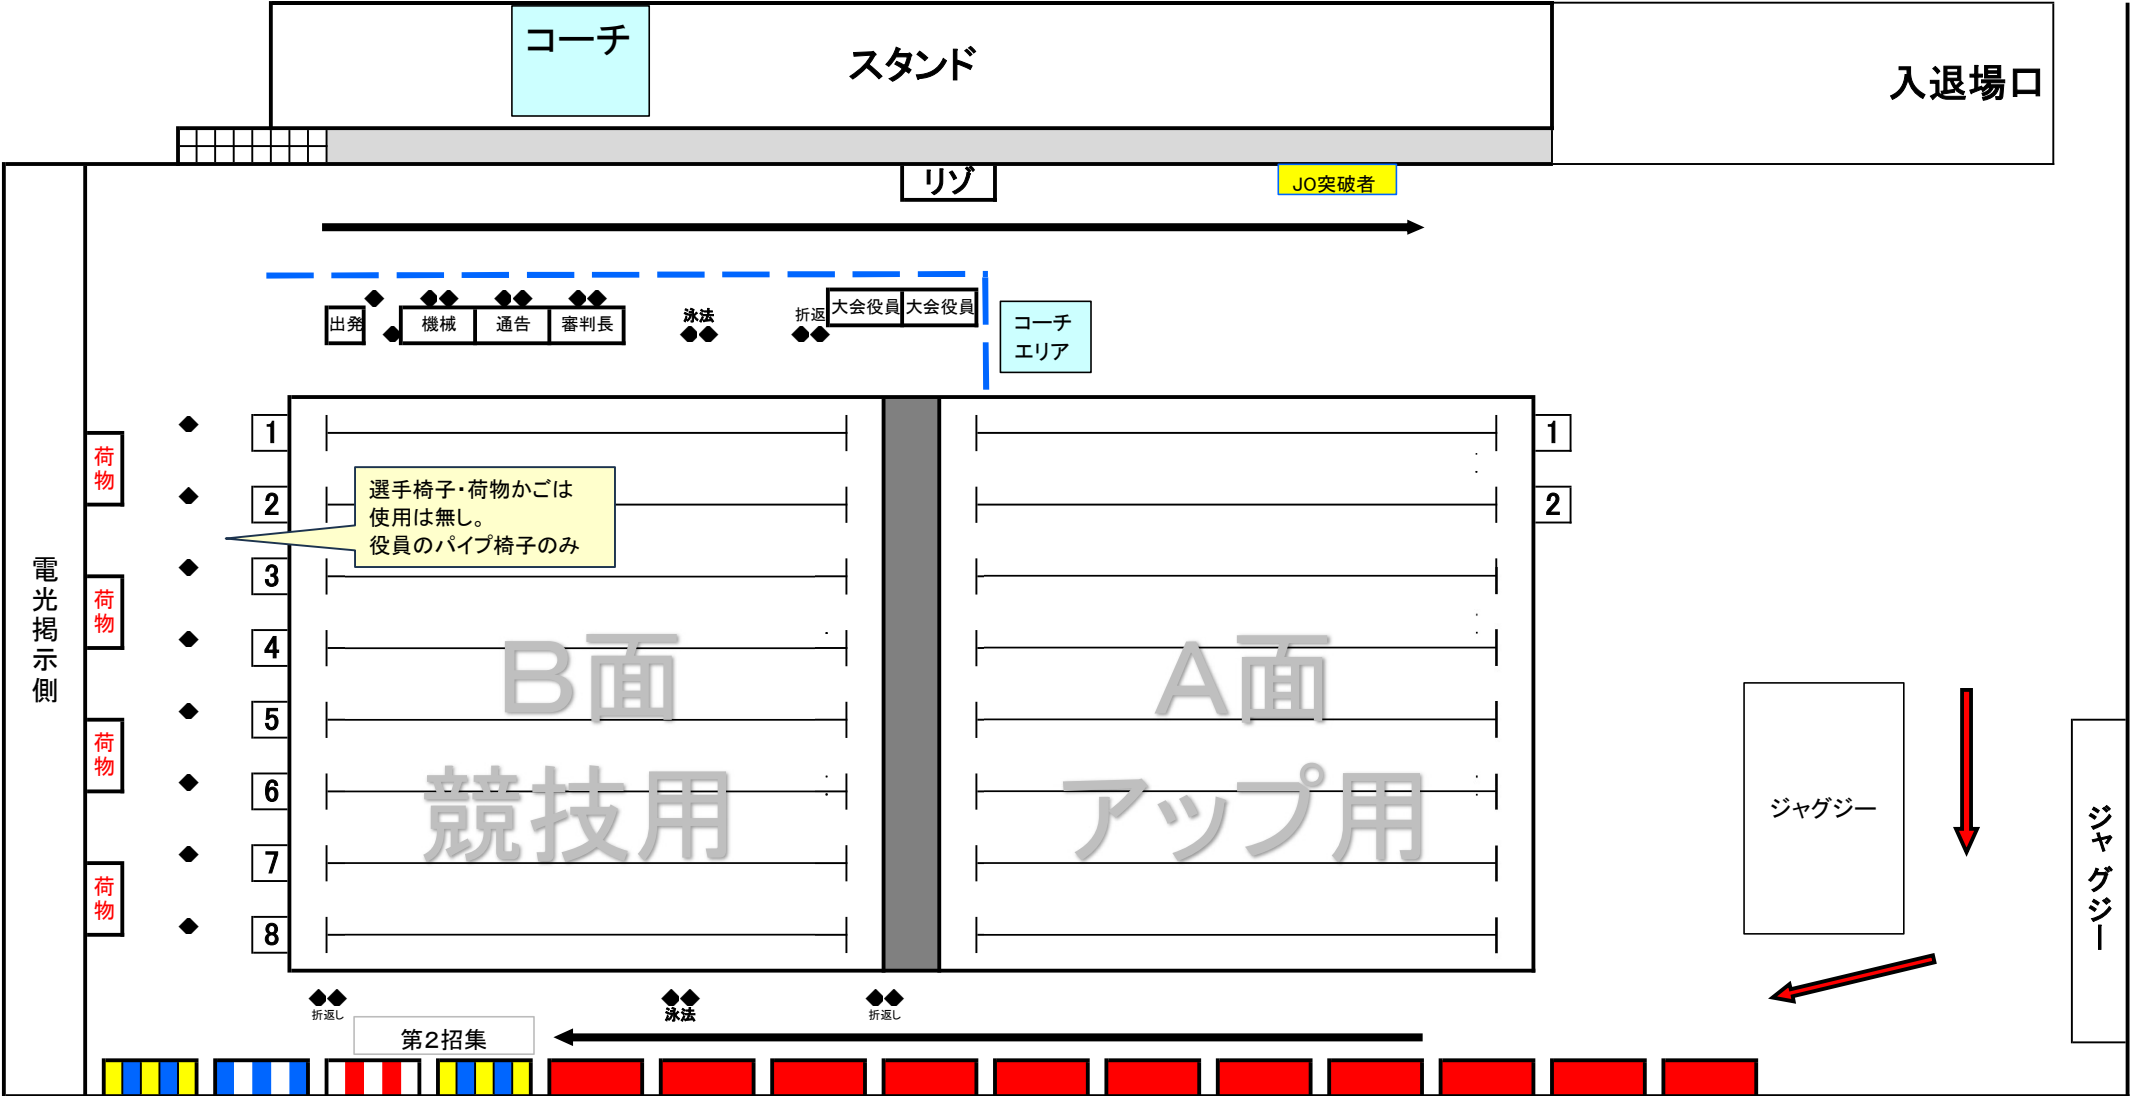 コーチ
スタンド
入退場口
リゾ
JO突破者
出発
機械
通告
審判長
泳法
折返
大会役員
大会役員
コーチ
エリア
電光掲示側
荷物
荷物
荷物
荷物
1
2
3
4
5
6
7
8
選手椅子・荷物かごは
使用は無し。
役員のパイプ椅子のみ
B面
競技用
A面
アップ用
1
2
ジャグジー
ジャグジー
折返し
泳法
折返し
第2招集